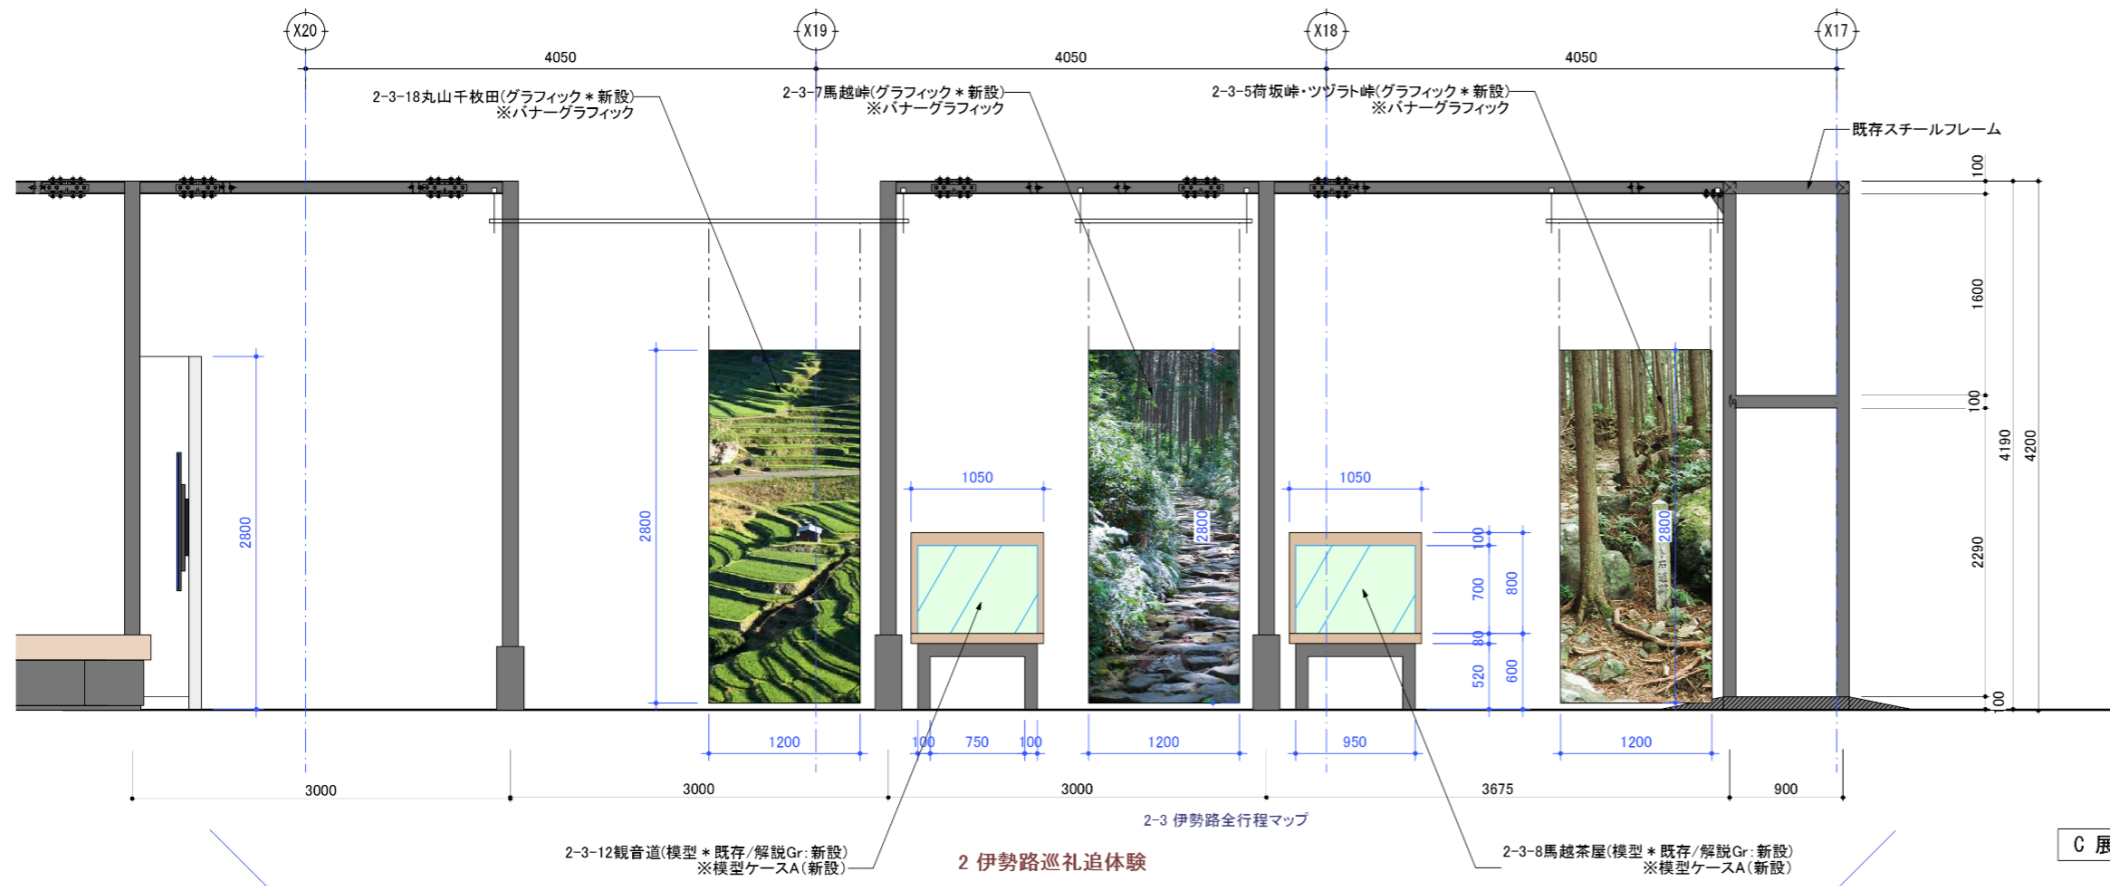 X20
X19
X18
X17
4050
4050
4050
2-3-18丸山千枚田(グラフィック*新設)
※バナーグラフィック
2-3-7馬越峠(グラフィック*新設)
※バナーグラフィック
2-3-5荷坂峠・ツヅラト峠(グラフィック*新設)
※バナーグラフィック
既存スチールフレーム
100
1600
100
4190
4200
2290
100
2800
2800
2800
2800
1050
1050
100
700
800
80
520
600
1200
100
750
100
1200
950
1200
3000
3000
3000
3675
900
2-3 伊勢路全行程マップ
2-3-12観音道(模型*既存/解説Gr:新設)
※模型ケースA(新設)
2 伊勢路巡礼追体験
2-3-8馬越茶屋(模型*既存/解説Gr:新設)
※模型ケースA(新設)
C 展